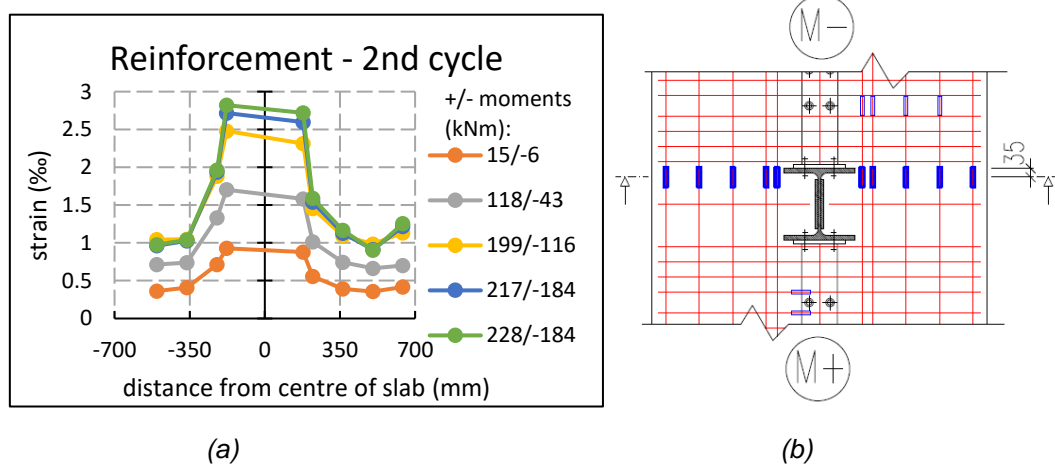 Reinforcement - 2nd cycle
3
2.5
2
1.5
1
0.5
0
strain (‰)
-700 -350 0 350 700
distance from centre of slab (mm)
+/- moments
(kNm):
15/-6
118/-43
199/-116
217/-184
228/-184
(a)
M-
35
M+
(b)